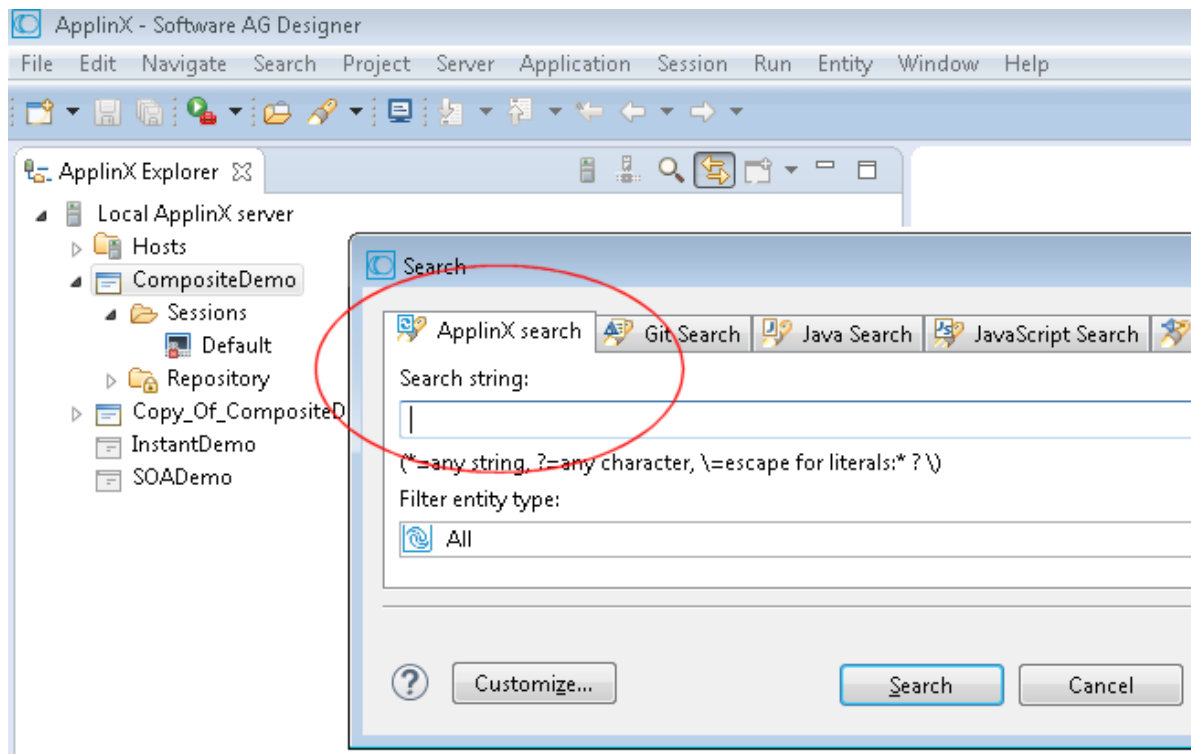 ApplinX - Software AG Designer
File Edit Navigate Search Project Server Application Session Run Entity Window Help
ApplinX Explorer
Local ApplinX server
Hosts
CompositeDemo
Sessions
Default
Repository
Copy_Of_CompositeD
InstantDemo
SOADemo
Search
ApplinX search Git Search Java Search JavaScript Search
Search string:
(*=any string, ?=any character, \=escape for literals:* ? \)
Filter entity type:
All
Customize...
Search
Cancel